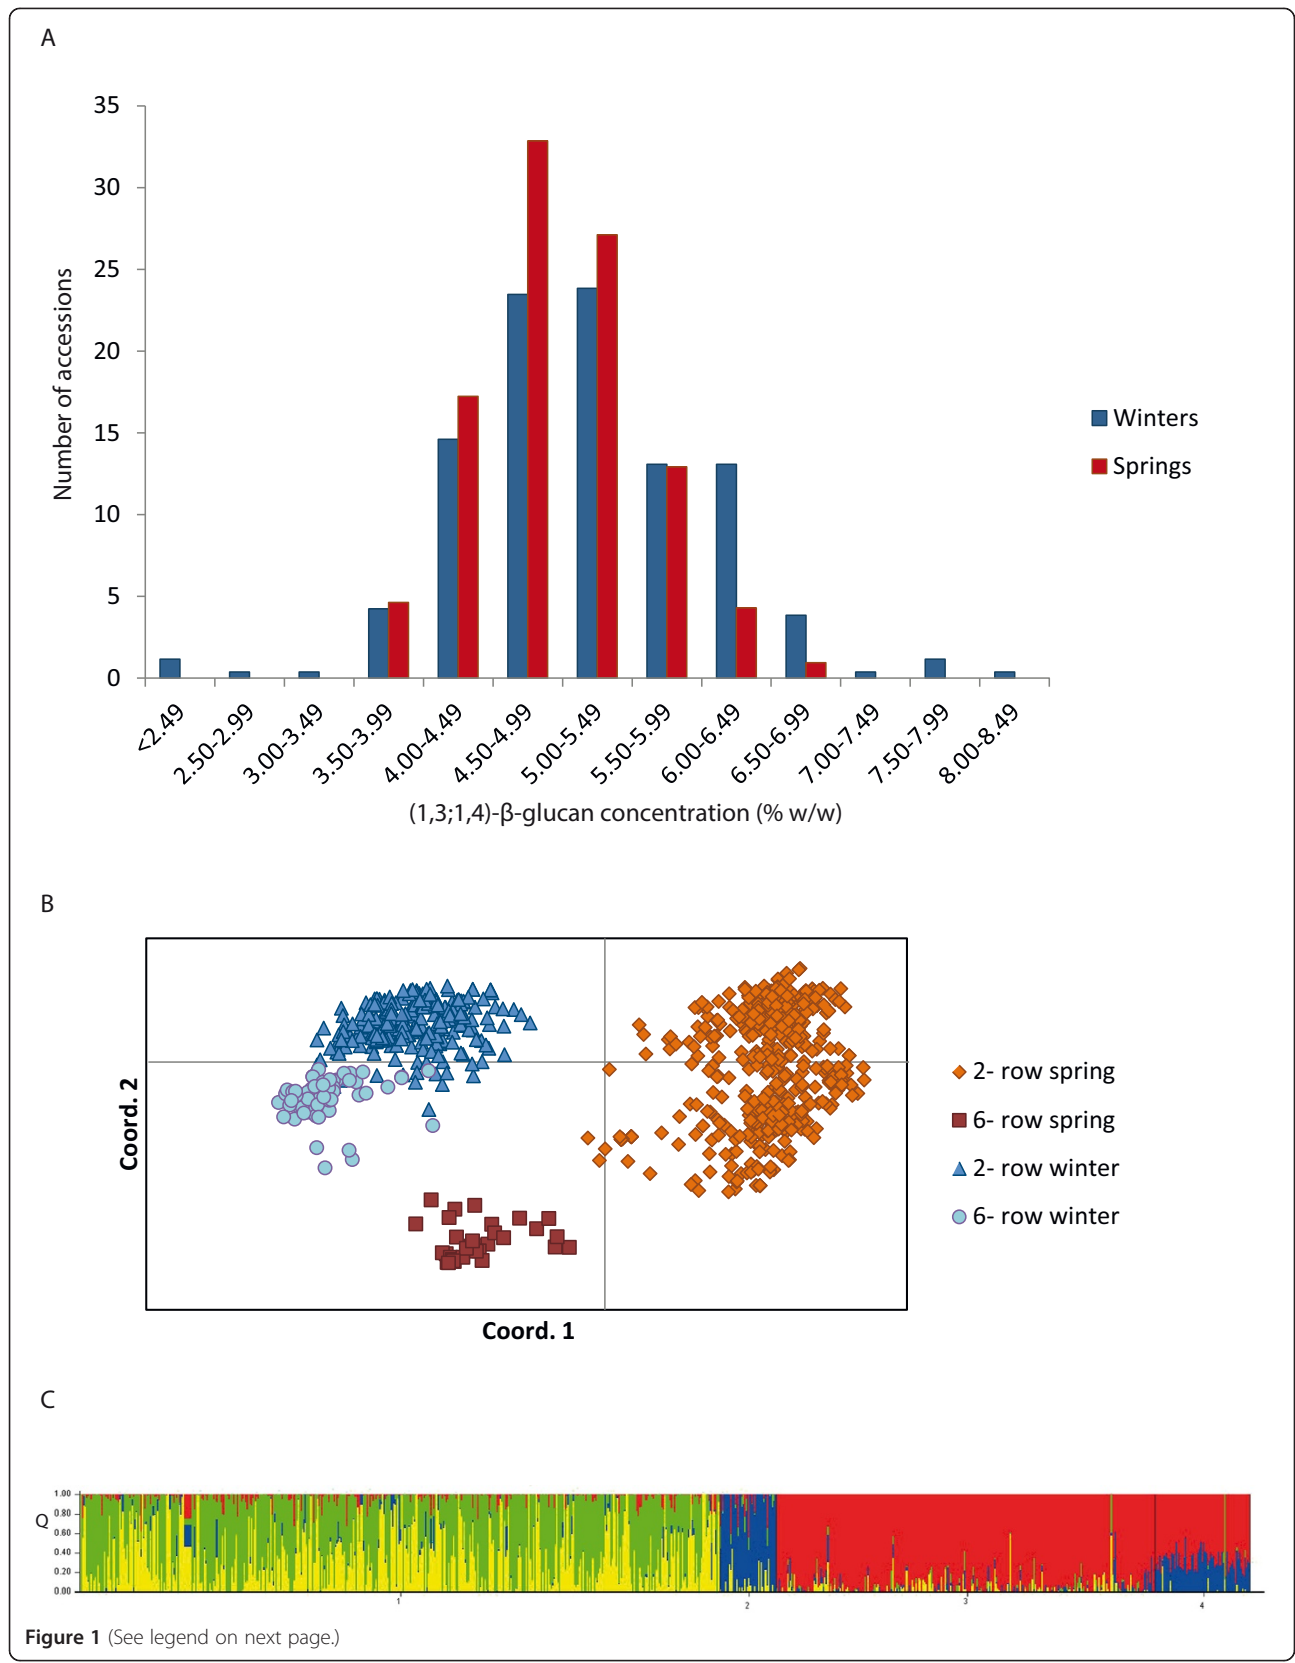 A
35
30
25
20
15
10
5
0
Number of accessions
<2.49
2.50-2.99
3.00-3.49
3.50-3.99
4.00-4.49
4.50-4.99
5.00-5.49
5.50-5.99
6.00-6.49
6.50-6.99
7.00-7.49
7.50-7.99
8.00-8.49
(1,3;1,4)-β-glucan concentration (% w/w)
Winters
Springs
B
Coord. 2
Coord. 1
2- row spring
6- row spring
2- row winter
6- row winter
C
Q
1.00
0.80
0.60
0.40
0.20
0.00
1
2
3
4
Figure 1 (See legend on next page.)